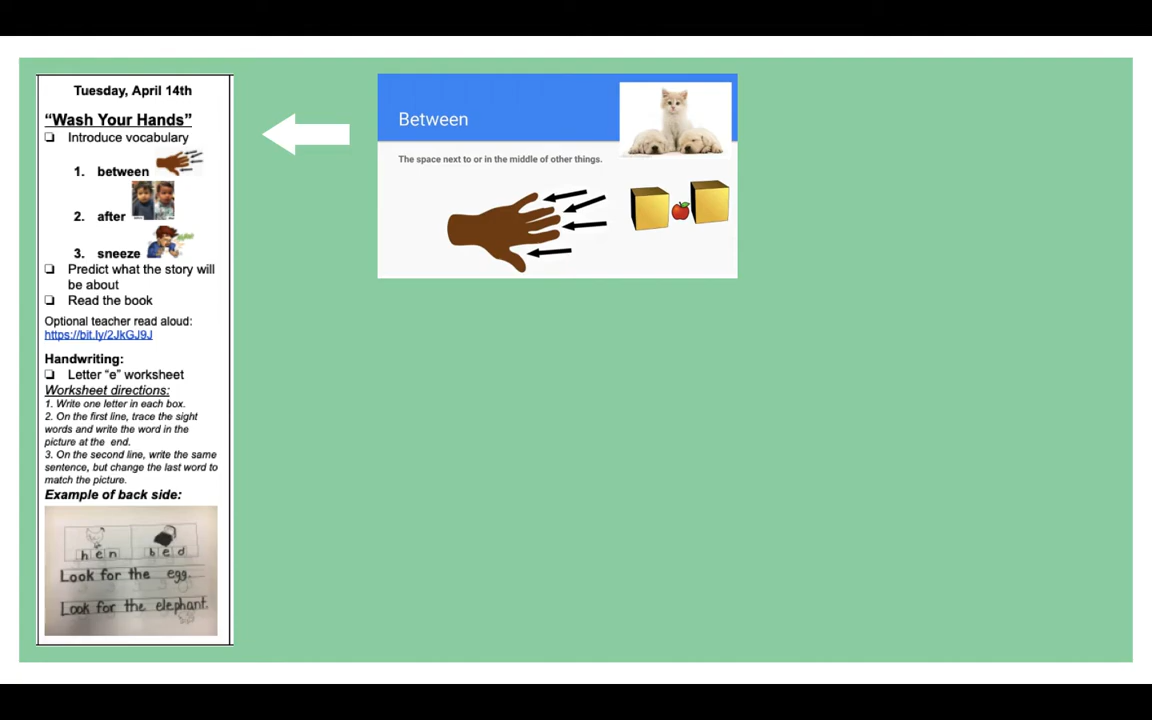 Tuesday, April 14th
“Wash Your Hands”
❏ Introduce vocabulary
1. between
2. after
3. sneeze
❏ Predict what the story will
be about
❏ Read the book
Optional teacher read aloud:
https://bit.ly/2JkGJ9J
Handwriting:
❏ Letter “e” worksheet
Worksheet directions:
1. Write one letter in each box.
2. On the first line, trace the sight
words and write the word in the
picture at the end.
3. On the second line, write the same
sentence, but change the last word to
match the picture.
Example of back side:
hen bed
Look for the egg.
Look for the elephant.
Between
The space next to or in the middle of other things.